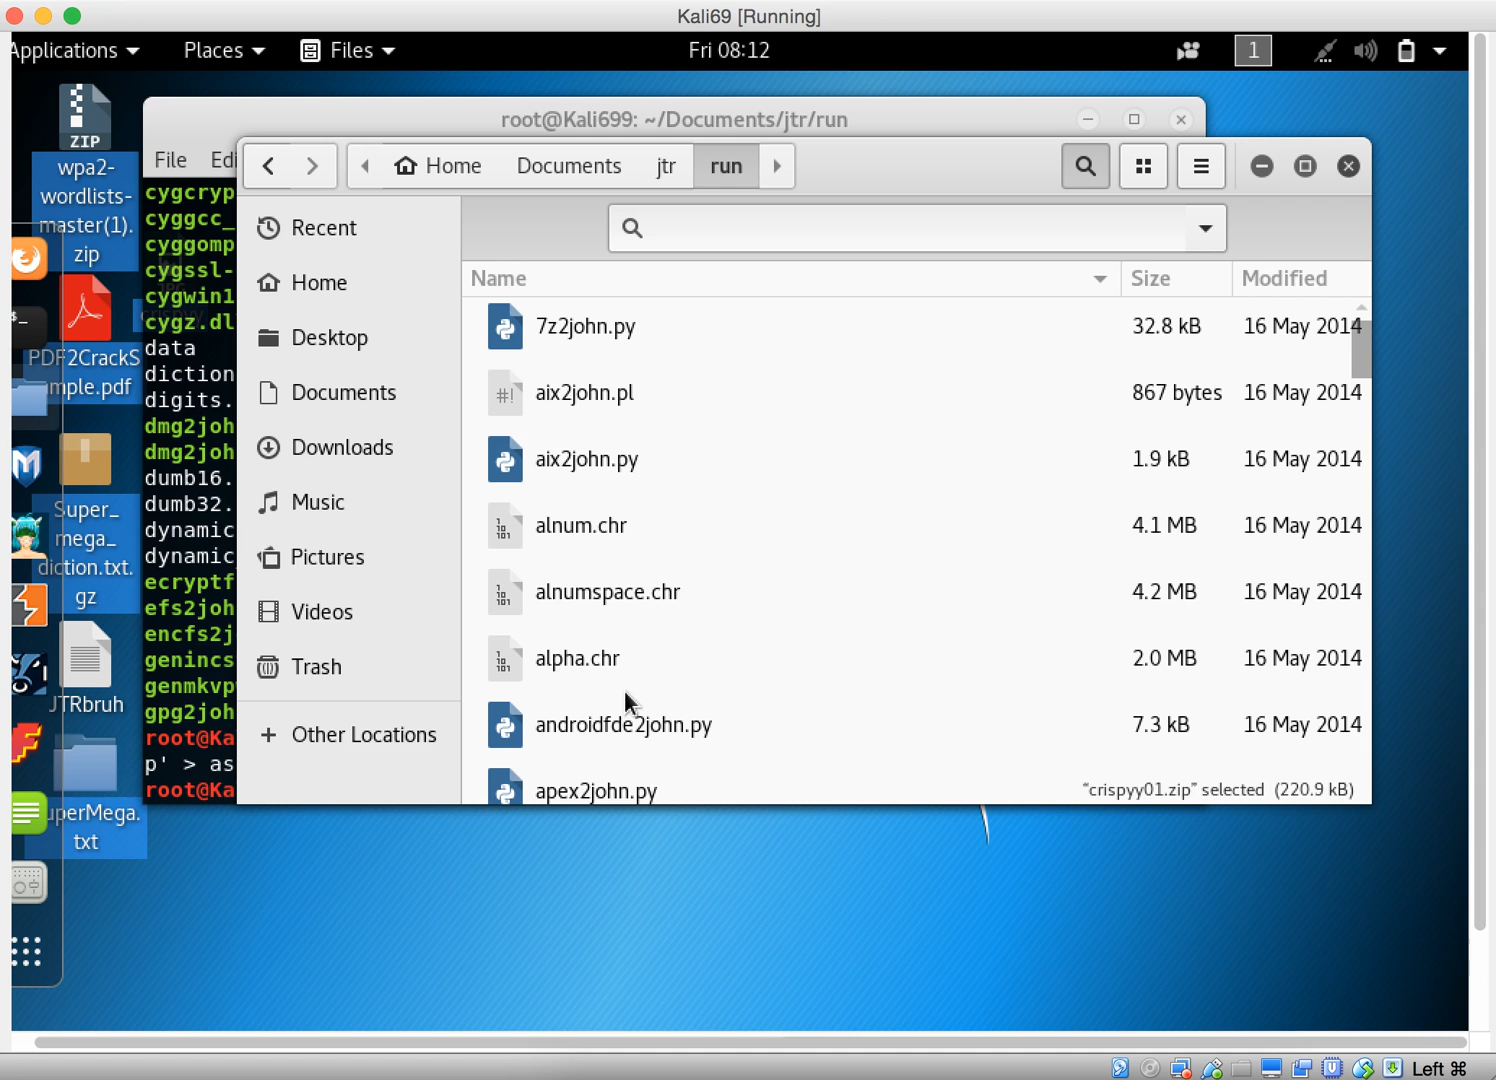 Kali69 [Running]
Applications
Places
Files
Fri 08:12
1
root@Kali699: ~/Documents/jtr/run
File Edi
Home
Documents
jtr
run
ZIP
wpa2-
wordlists-
master(1).
zip
PDF2CrackS
mple.pdf
Super_
mega_
diction.txt.
gz
JTRbruh
uperMega.
txt
cygcryp
cyggcc_
cyggomp
cygssl-
cygwin1
cygz.dl
data
diction
digits.
dmg2joh
dmg2joh
dumb16.
dumb32.
dynamic
dynamic
ecryptf
efs2joh
encfs2j
genincs
genmkvp
gpg2joh
root@Ka
p' > as
root@Ka
Recent
Home
Desktop
Documents
Downloads
Music
Pictures
Videos
Trash
+ Other Locations
Name Size Modified
7z2john.py 32.8 kB 16 May 2014
aix2john.pl 867 bytes 16 May 2014
aix2john.py 1.9 kB 16 May 2014
alnum.chr 4.1 MB 16 May 2014
alnumspace.chr 4.2 MB 16 May 2014
alpha.chr 2.0 MB 16 May 2014
androidfde2john.py 7.3 kB 16 May 2014
apex2john.py
“crispyy01.zip” selected (220.9 kB)
Left ⌘